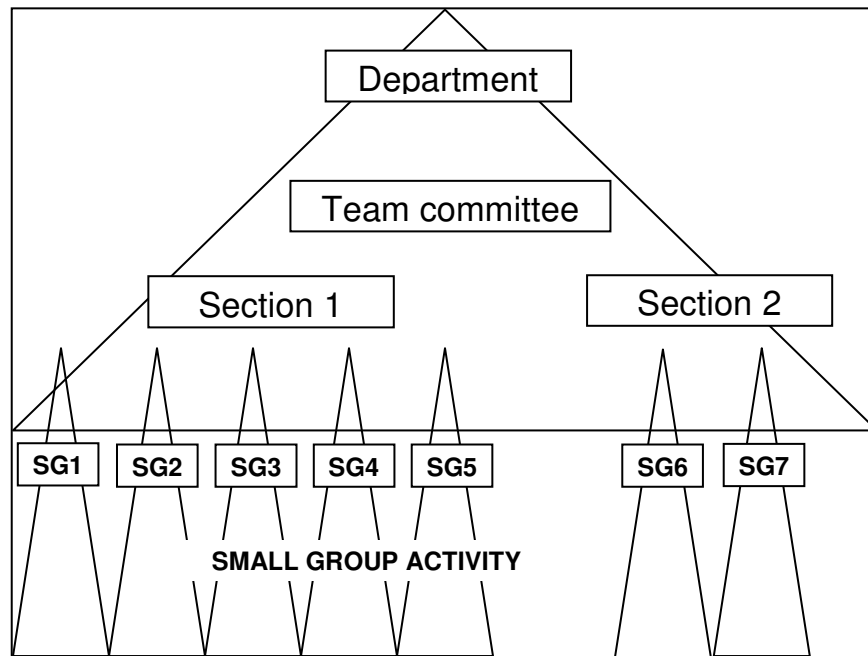 Department
Team committee
Section 1
Section 2
SG1
SG2
SG3
SG4
SG5
SG6
SG7
SMALL GROUP ACTIVITY